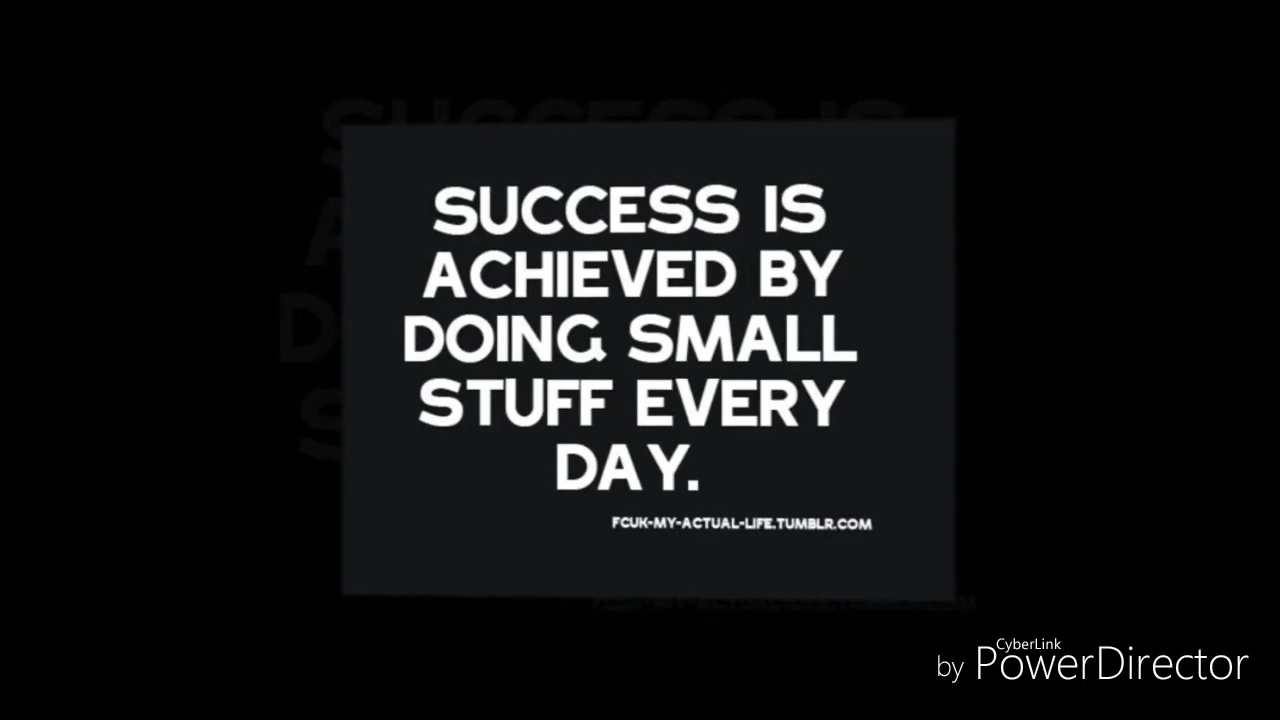 SUCCESS IS
ACHIEVED BY
DOING SMALL
STUFF EVERY
DAY.
FCUK-MY-ACTUAL-LIFE.TUMBLR.COM
CyberLink
by PowerDirector